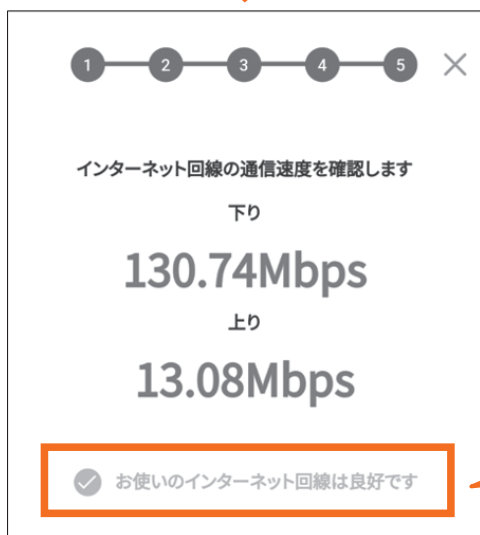 1 2 3 4 5
インターネット回線の通信速度を確認します
下り
130.74Mbps
上り
13.08Mbps
お使いのインターネット回線は良好です